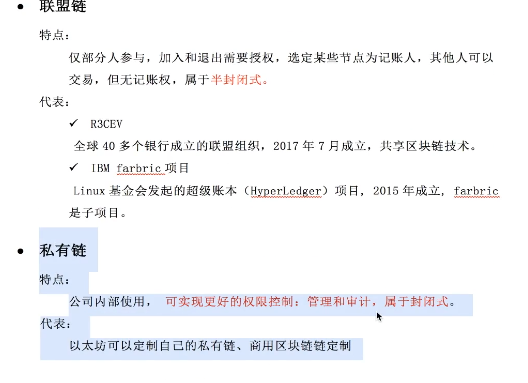 联盟链
特点：
仅部分人参与，加入和退出需要授权，选定某些节点为记账人，其他人可以
交易，但无记账权，属于半封闭式。
代表：
✓ R3CEV
全球 40 多个银行成立的联盟组织，2017 年 7 月成立，共享区块链技术。
✓ IBM farbric 项目
Linux 基金会发起的超级账本（HyperLedger）项目, 2015 年成立, farbric
是子项目。
私有链
特点：
公司内部使用， 可实现更好的权限控制：管理和审计，属于封闭式。
代表：
以太坊可以定制自己的私有链、商用区块链链定制